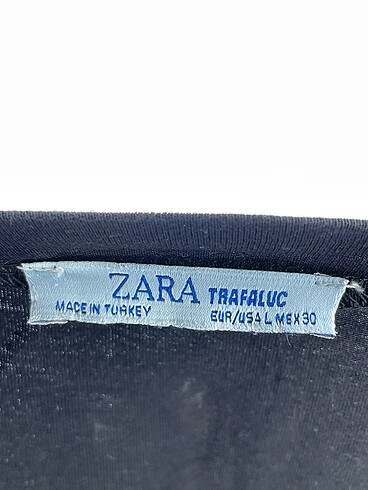 ZARA TRAFALUC
MADE IN TURKEY EUR/USA L MEX 30